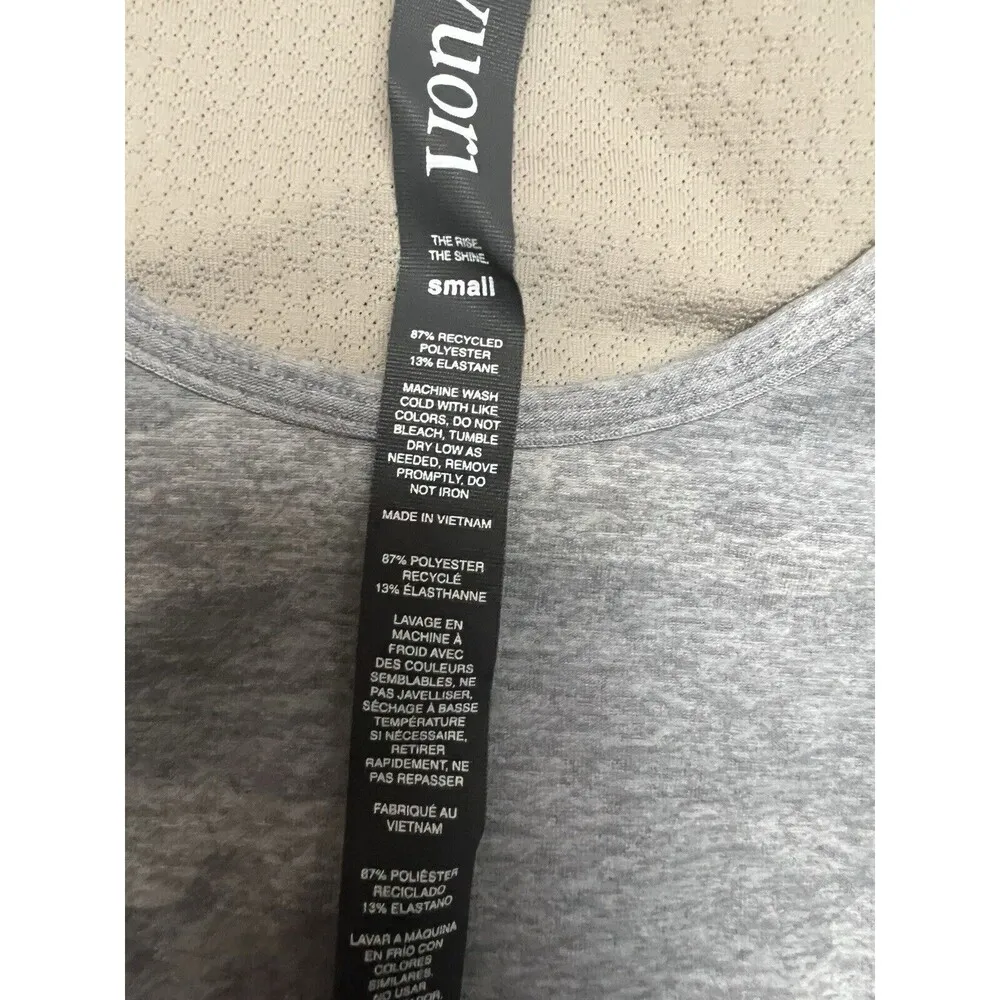 vuori
THE RISE.
THE SHINE.
small
87% RECYCLED
POLYESTER
13% ELASTANE
MACHINE WASH
COLD WITH LIKE
COLORS, DO NOT
BLEACH, TUMBLE
DRY LOW AS
NEEDED, REMOVE
PROMPTLY, DO
NOT IRON
MADE IN VIETNAM
87% POLYESTER
RECYCLÉ
13% ÉLASTHANNE
LAVAGE EN
MACHINE À
FROID AVEC
DES COULEURS
SEMBLABLES, NE
PAS JAVELLISER,
SÉCHAGE À BASSE
TEMPÉRATURE
SI NÉCESSAIRE,
RETIRER
RAPIDEMENT, NE
PAS REPASSER
FABRIQUÉ AU
VIETNAM
87% POLIÉSTER
RECICLADO
13% ELASTANO
LAVAR A MÁQUINA
EN FRÍO CON
COLORES
SIMILARES.
NO USAR